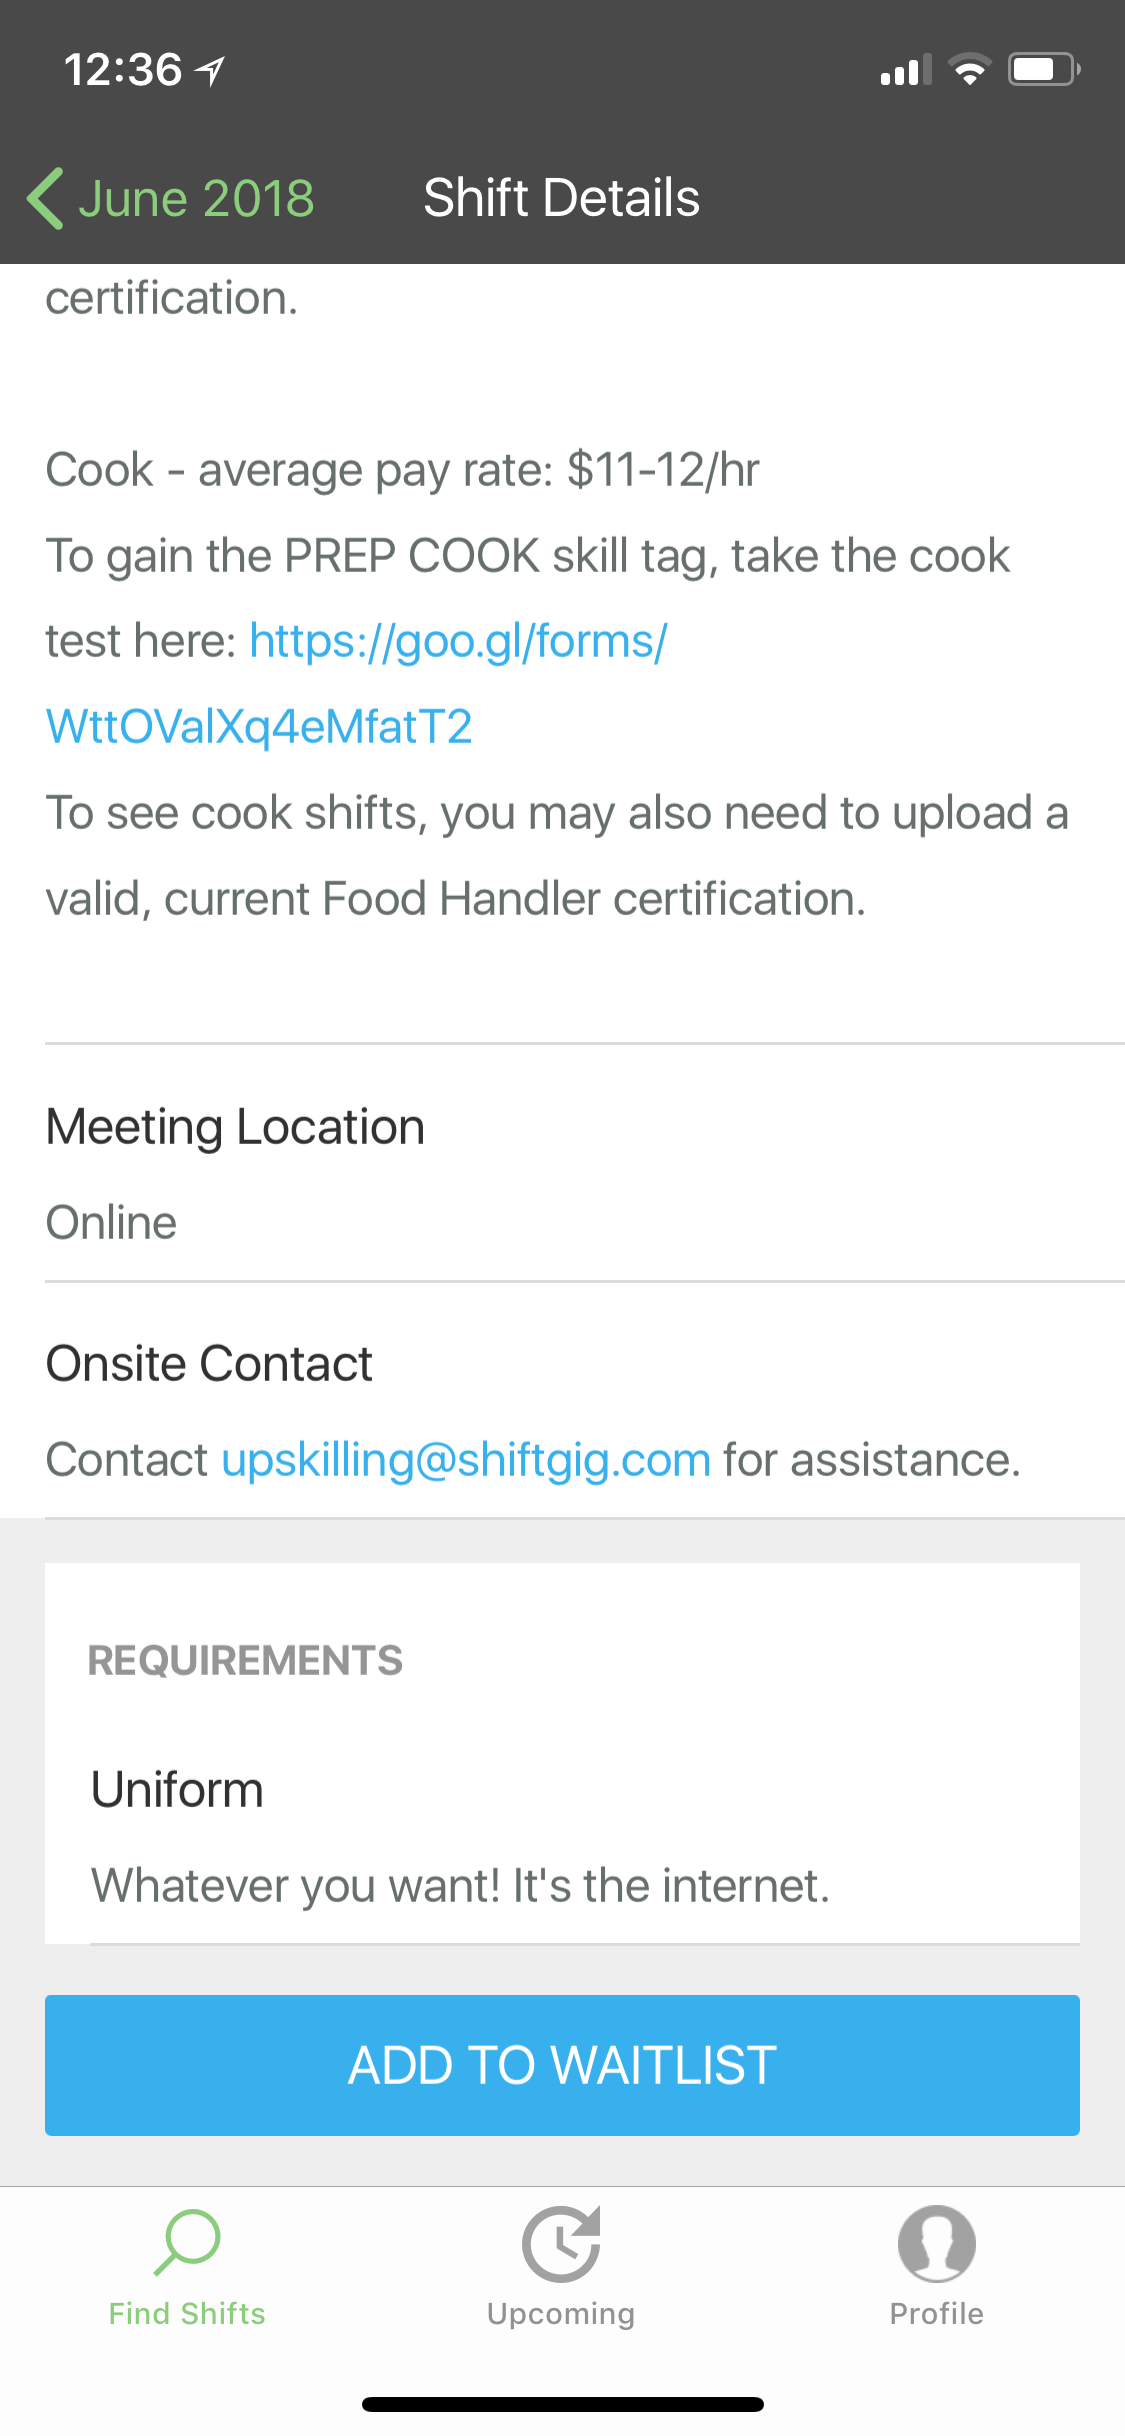 12:36
June 2018
Shift Details
certification.
Cook - average pay rate: $11-12/hr
To gain the PREP COOK skill tag, take the cook
test here: https://goo.gl/forms/
WttOValXq4eMfatT2
To see cook shifts, you may also need to upload a
valid, current Food Handler certification.
Meeting Location
Online
Onsite Contact
Contact upskilling@shiftgig.com for assistance.
REQUIREMENTS
Uniform
Whatever you want! It's the internet.
ADD TO WAITLIST
Find Shifts
Upcoming
Profile